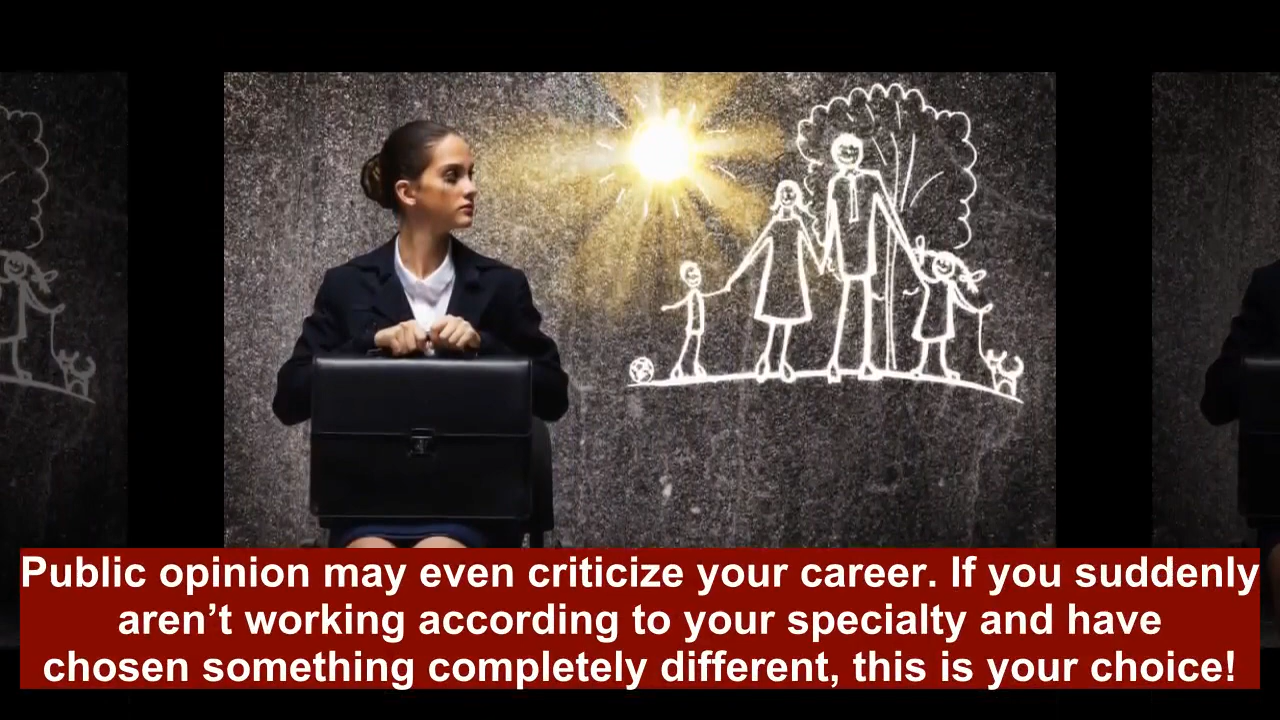 Public opinion may even criticize your career. If you suddenly
aren’t working according to your specialty and have
chosen something completely different, this is your choice!